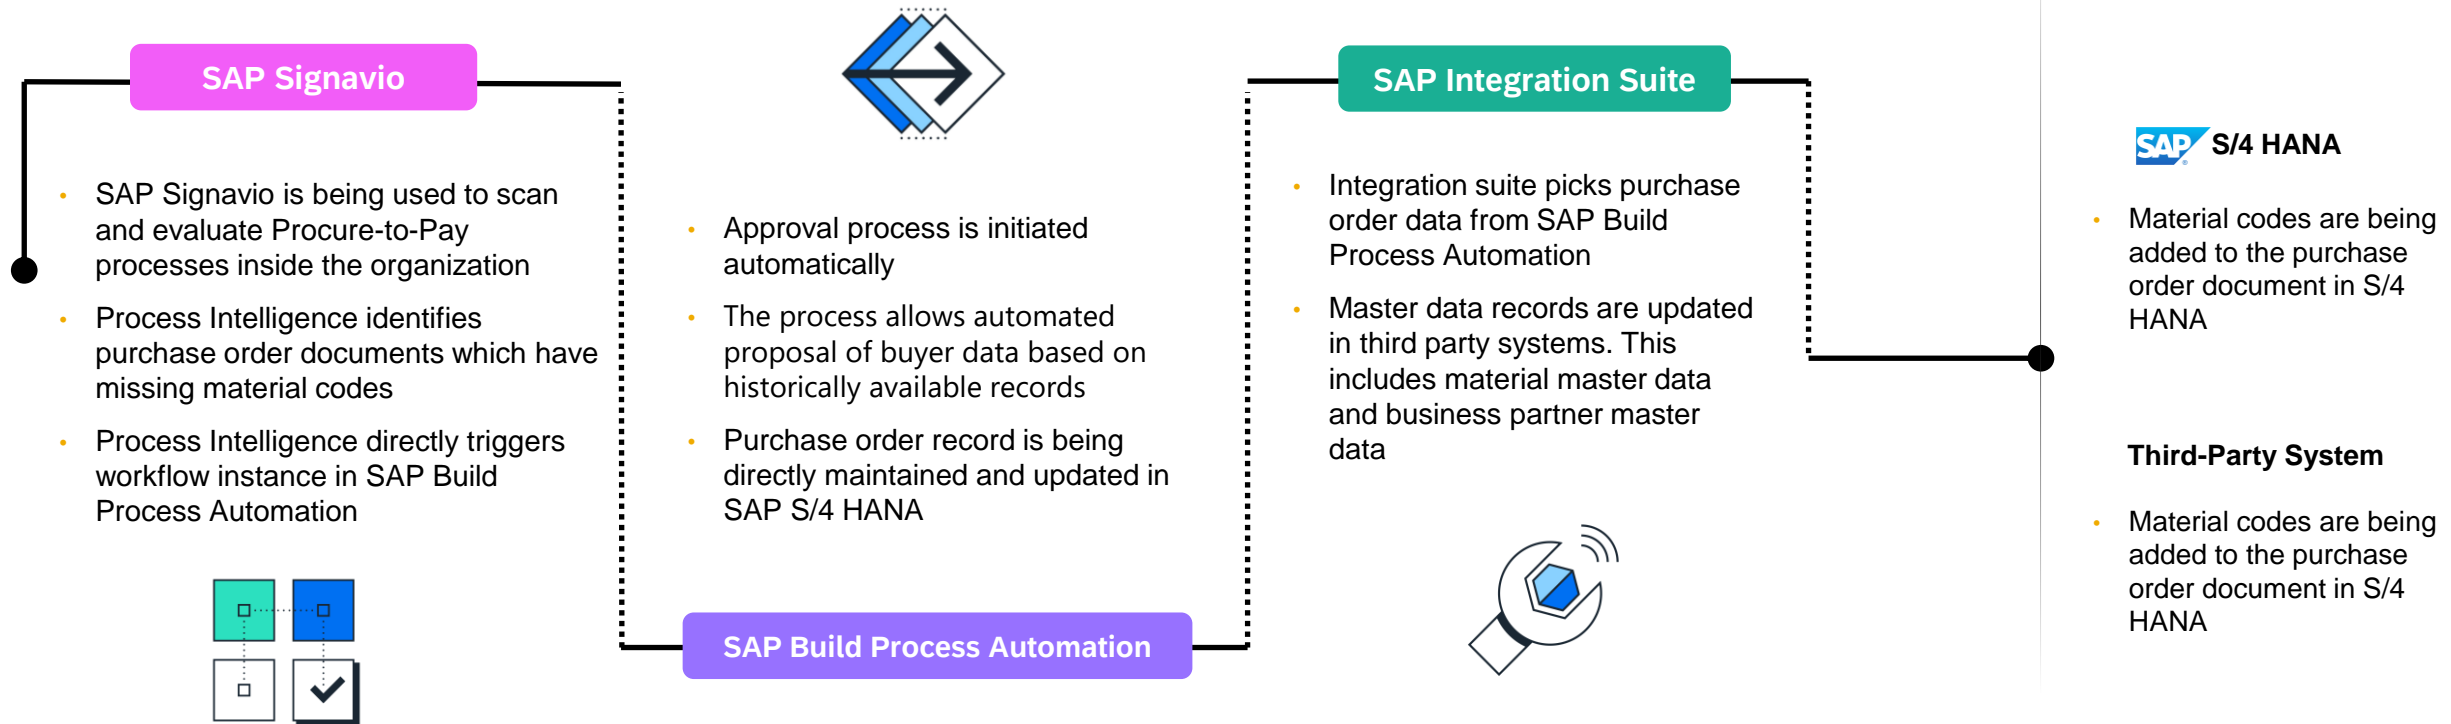 SAP Signavio
• SAP Signavio is being used to scan
and evaluate Procure-to-Pay
processes inside the organization
• Process Intelligence identifies
purchase order documents which have
missing material codes
• Process Intelligence directly triggers
workflow instance in SAP Build
Process Automation
• Approval process is initiated
automatically
• The process allows automated
proposal of buyer data based on
historically available records
• Purchase order record is being
directly maintained and updated in
SAP S/4 HANA
SAP Build Process Automation
SAP Integration Suite
• Integration suite picks purchase
order data from SAP Build
Process Automation
• Master data records are updated
in third party systems. This
includes material master data
and business partner master
data
SAP® S/4 HANA
• Material codes are being
added to the purchase
order document in S/4
HANA
Third-Party System
• Material codes are being
added to the purchase
order document in S/4
HANA